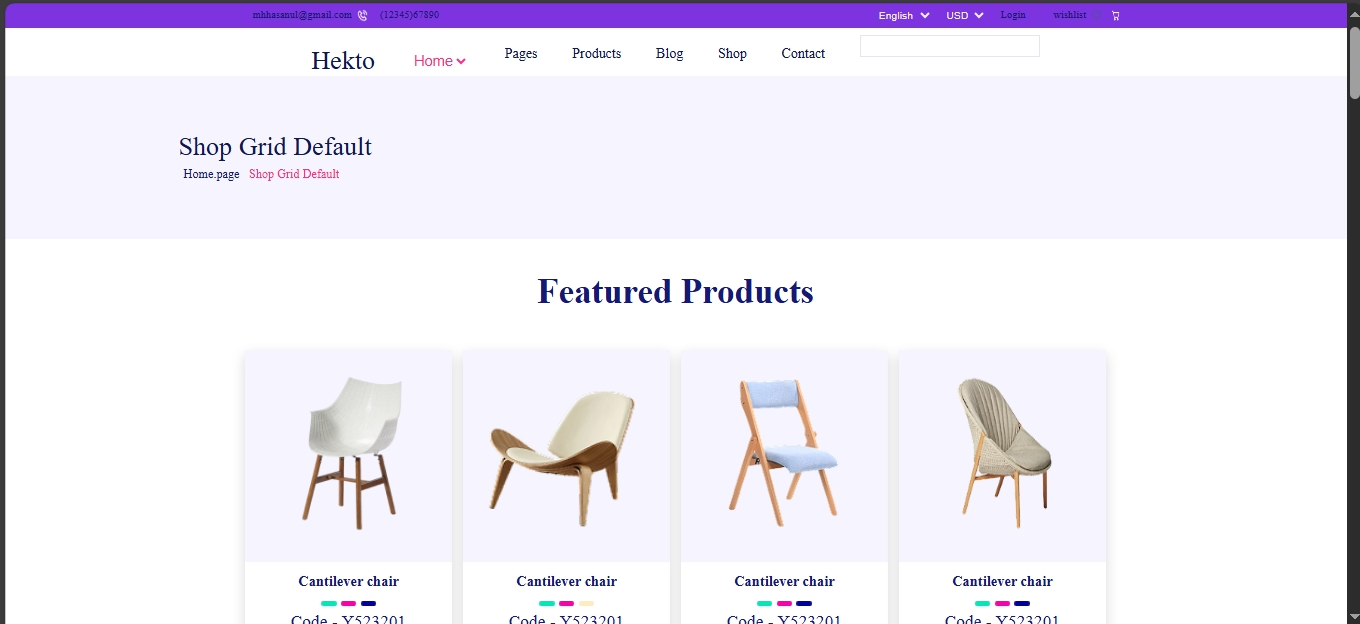 mhhasanul@gmail.com (12345)67890 English USD Login wishlist
Hekto Home Pages Products Blog Shop Contact
Shop Grid Default
Home.page Shop Grid Default
Featured Products
Cantilever chair Cantilever chair Cantilever chair Cantilever chair
Code - Y523201 Code - Y523201 Code - Y523201 Code - Y523201